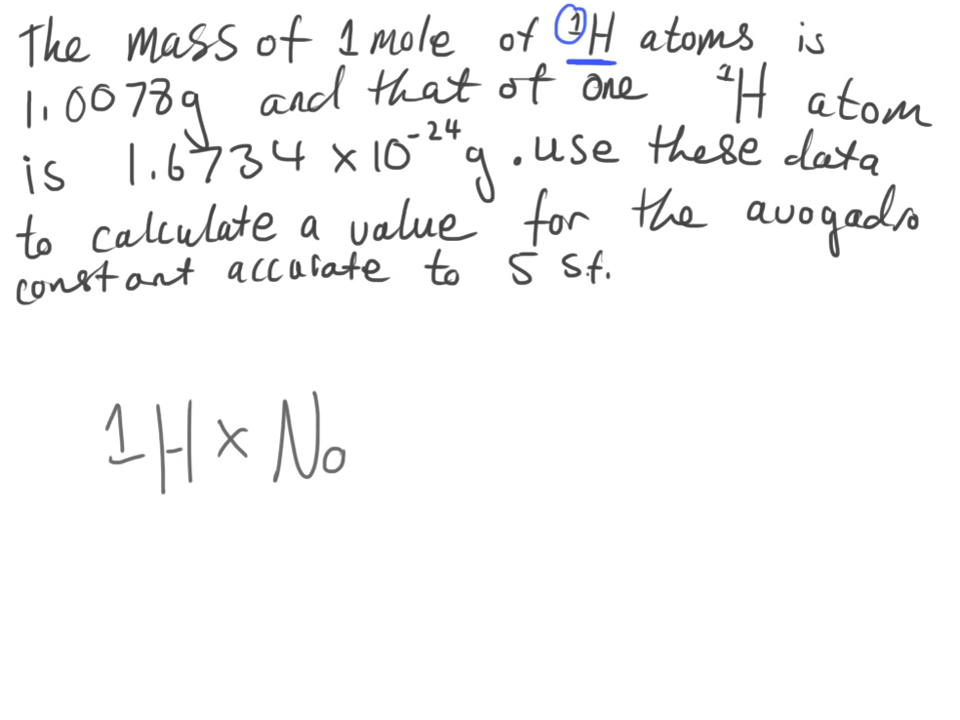 The mass of 1 mole of ¹H atoms is
1.0078g and that of one ¹H atom
is 1.6734 × 10⁻²⁴g. use these data
to calculate a value for the avogadro
constant accurate to 5 s.f.
1H × No